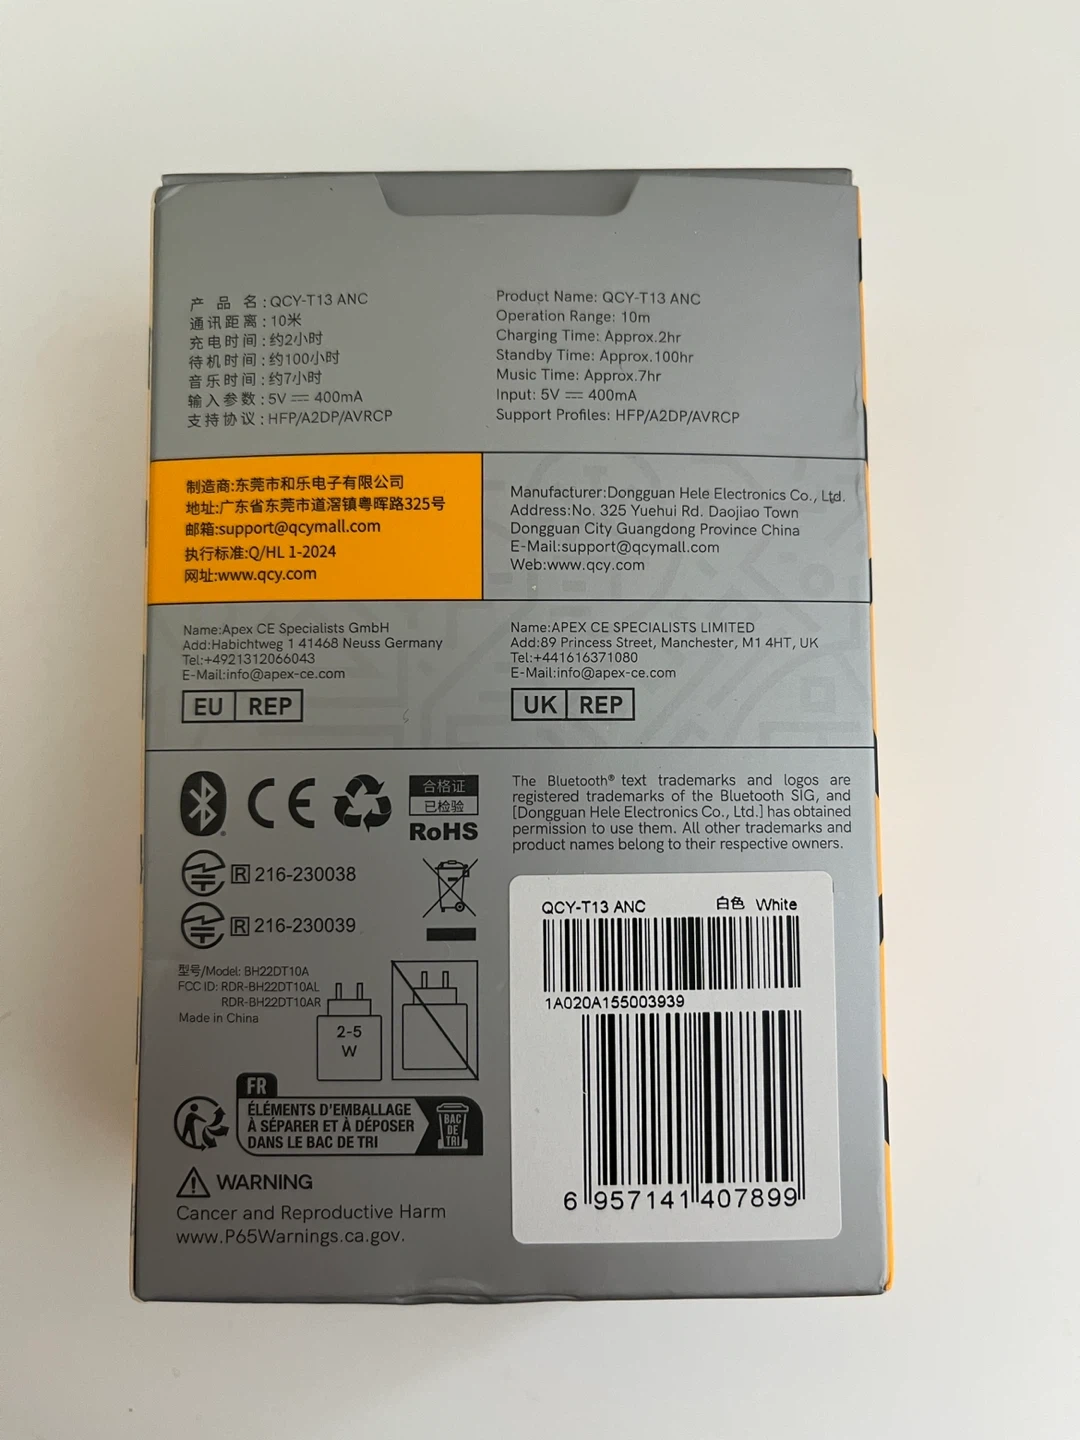 产品名:QCY-T13 ANC
通讯距离:10米
充电时间:约2小时
待机时间:约100小时
音乐时间:约7小时
输入参数:5V ⎓ 400mA
支持协议:HFP/A2DP/AVRCP
Product Name: QCY-T13 ANC
Operation Range: 10m
Charging Time: Approx.2hr
Standby Time: Approx.100hr
Music Time: Approx.7hr
Input: 5V ⎓ 400mA
Support Profiles: HFP/A2DP/AVRCP
制造商:东莞市和乐电子有限公司
地址:广东省东莞市道滘镇粤晖路325号
邮箱:support@qcymall.com
执行标准:Q/HL 1-2024
网址:www.qcy.com
Manufacturer:Dongguan Hele Electronics Co., Ltd.
Address:No. 325 Yuehui Rd. Daojiao Town
Dongguan City Guangdong Province China
E-Mail:support@qcymall.com
Web:www.qcy.com
Name:Apex CE Specialists GmbH
Add:Habichtweg 1 41468 Neuss Germany
Tel:+4921312066043
E-Mail:info@apex-ce.com
EU REP
Name:APEX CE SPECIALISTS LIMITED
Add:89 Princess Street, Manchester, M1 4HT, UK
Tel:+441616371080
E-Mail:info@apex-ce.com
UK REP
CE
合格证
已检验
RoHS
R 216-230038
R 216-230039
型号/Model: BH22DT10A
FCC ID: RDR-BH22DT10AL
RDR-BH22DT10AR
Made in China
2-5
W
FR
ÉLÉMENTS D'EMBALLAGE
À SÉPARER ET À DÉPOSER
DANS LE BAC DE TRI
BAC
DE
TRI
WARNING
Cancer and Reproductive Harm
www.P65Warnings.ca.gov.
The Bluetooth® text trademarks and logos are
registered trademarks of the Bluetooth SIG, and
[Dongguan Hele Electronics Co., Ltd.] has obtained
permission to use them. All other trademarks and
product names belong to their respective owners.
QCY-T13 ANC 白色 White
1A020A155003939
6 957141 407899